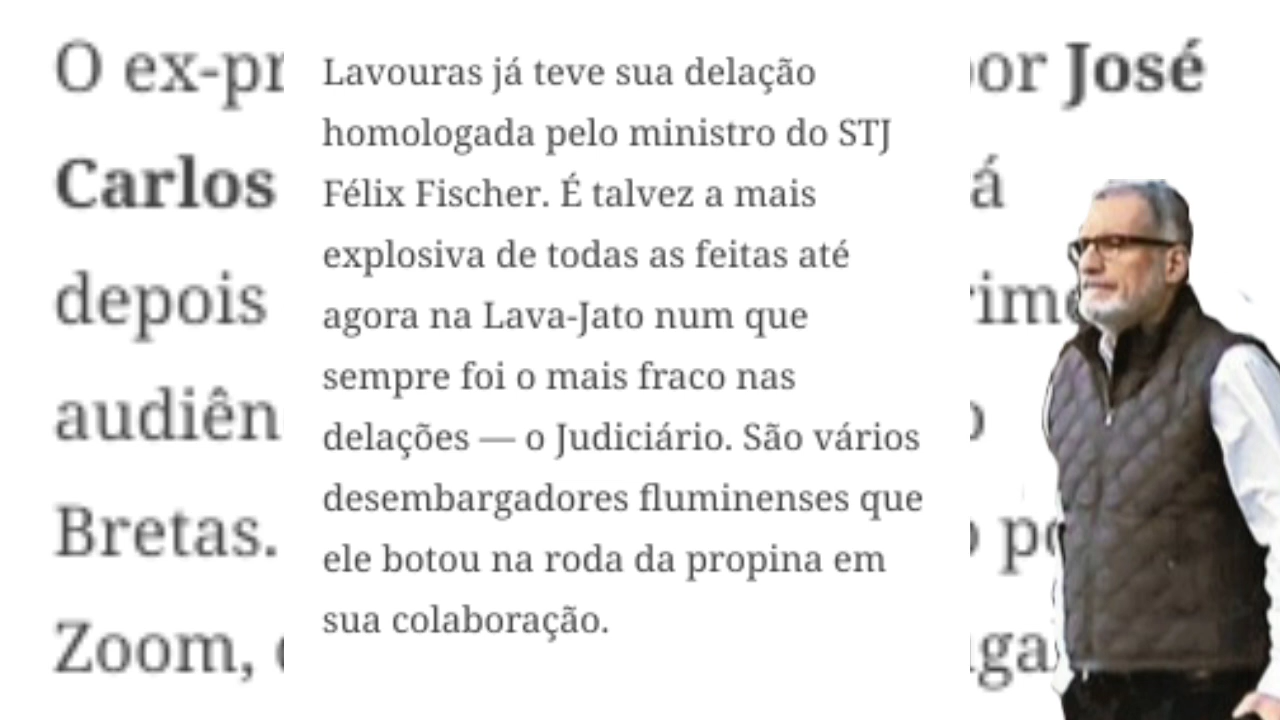 O ex-pr
Carlos
depois
audiên
Bretas.
Zoom,
Lavouras já teve sua delação
homologada pelo ministro do STJ
Félix Fischer. É talvez a mais
explosiva de todas as feitas até
agora na Lava-Jato num que
sempre foi o mais fraco nas
delações — o Judiciário. São vários
desembargadores fluminenses que
ele botou na roda da propina em
sua colaboração.
or José
á